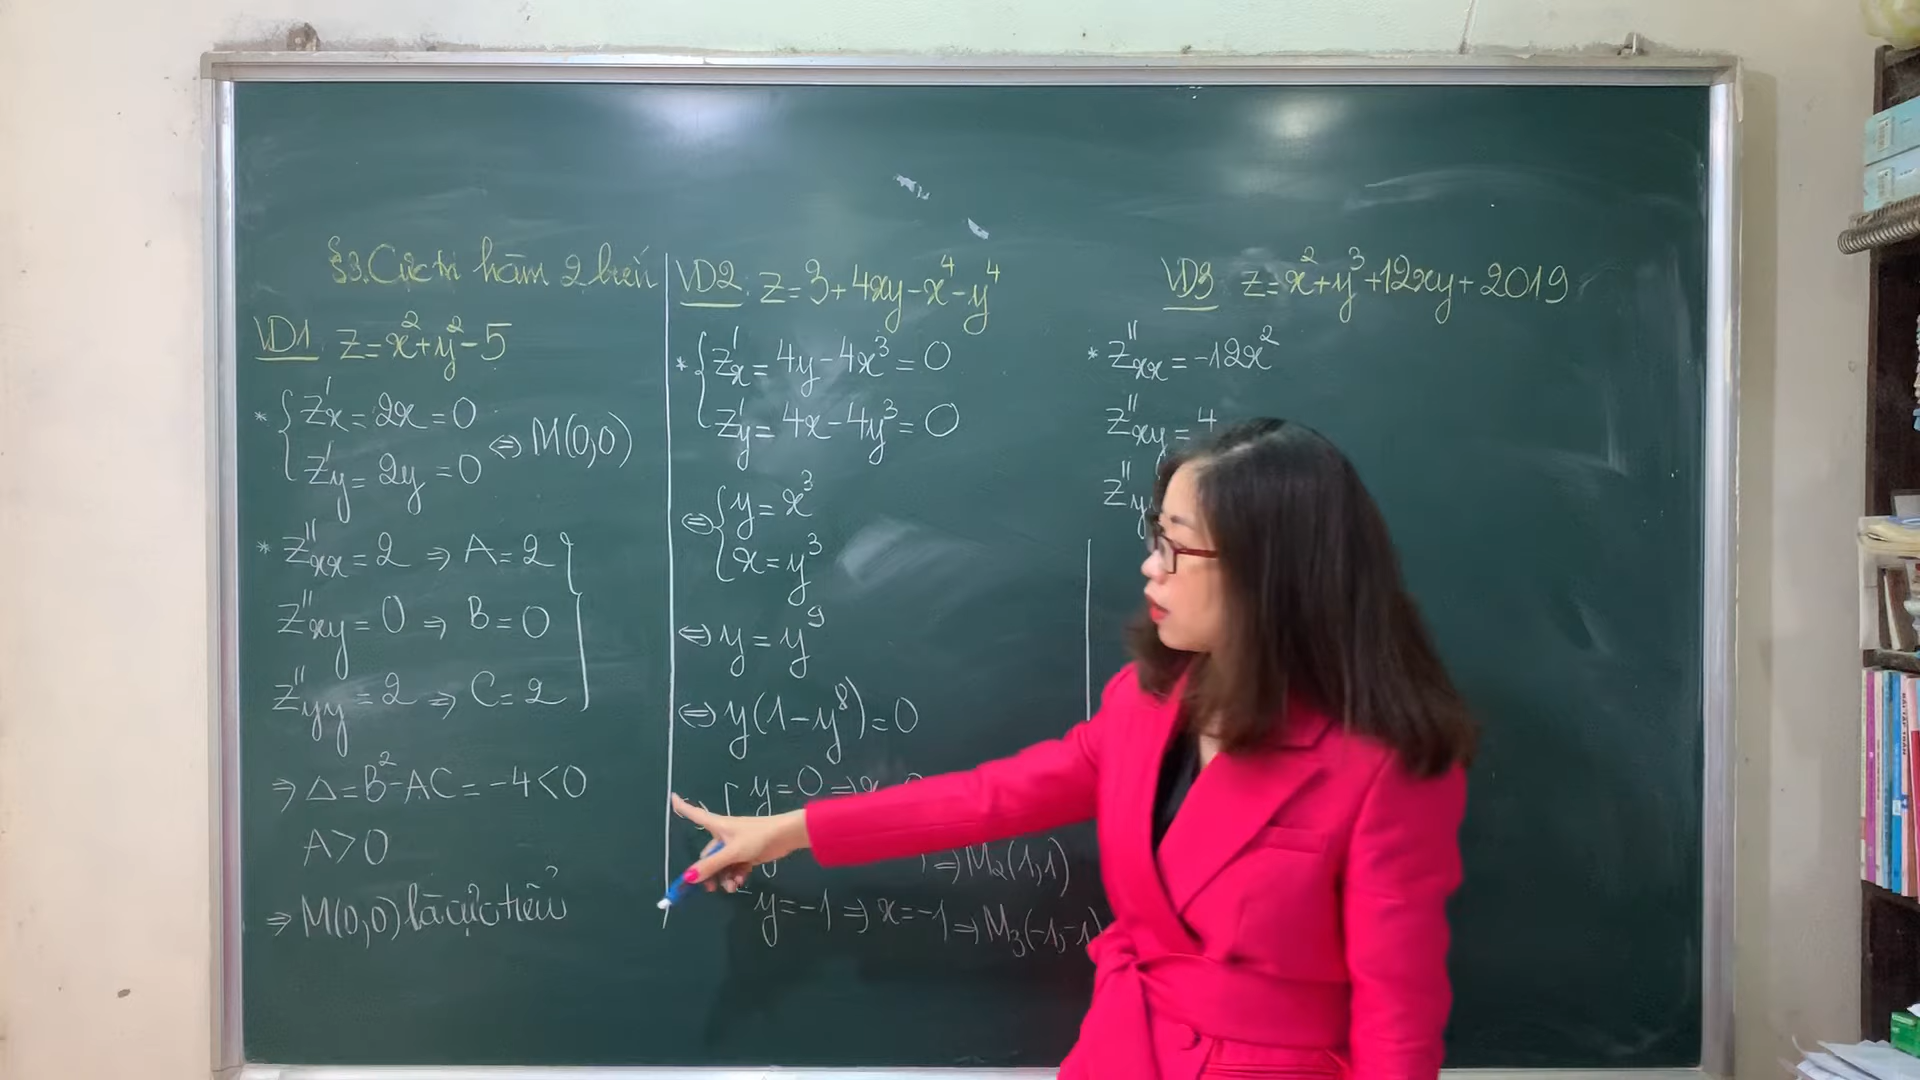 §3. Cực trị hàm 2 biến
VD1: z = x² + y² - 5
* { z'x = 2x = 0
z'y = 2y = 0 ⇔ M(0,0)
* z''xx = 2 ⇒ A = 2
z''xy = 0 ⇒ B = 0
z''yy = 2 ⇒ C = 2 }
⇒ Δ = B² - AC = -4 < 0
A > 0
⇒ M(0,0) là cực tiểu
VD2: z = 3 + 4xy - x⁴ - y⁴
* { z'x = 4y - 4x³ = 0
z'y = 4x - 4y³ = 0
⇔ { y = x³
x = y³
⇔ y = y⁹
⇔ y(1 - y⁸) = 0
y = 0 ⇒ x
⇒ M₂(1,1)
y = -1 ⇒ x = -1 ⇒ M₃(-1,-1)
VD3: z = x² + y³ + 12xy + 2019
* z''xx = -12x²
z''xy = 4
z''y